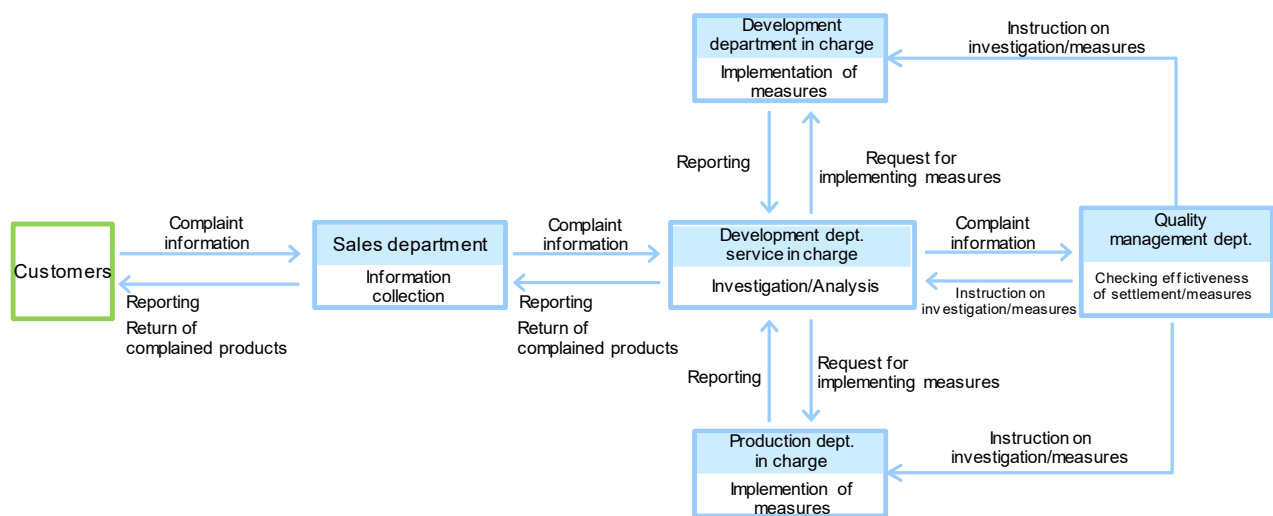 Development
department in charge
Implementation of
measures
Instruction on
investigation/measures
Reporting
Request for
implementing measures
Customers
Complaint
information
Reporting
Return of
complained products
Sales department
Information
collection
Complaint
information
Reporting
Return of
complained products
Development dept.
service in charge
Investigation/Analysis
Complaint
information
Instruction on
investigation/measures
Quality
management dept.
Checking effictiveness
of settlement/measures
Reporting
Request for
implementing measures
Production dept.
in charge
Implemention of
measures
Instruction on
investigation/measures